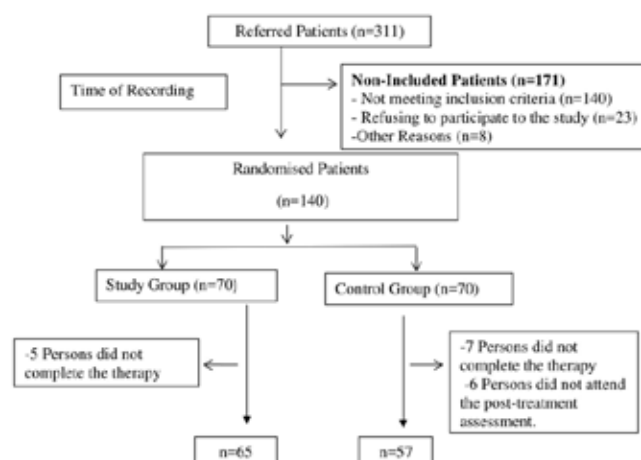 Referred Patients (n=311)
Time of Recording
Non-Included Patients (n=171)
- Not meeting inclusion criteria (n=140)
- Refusing to participate to the study (n=23)
-Other Reasons (n=8)
Randomised Patients
(n=140)
Study Group (n=70)
Control Group (n=70)
-5 Persons did not
complete the therapy
-7 Persons did not
complete the therapy
-6 Persons did not attend
the post-treatment
assessment.
n=65
n=57